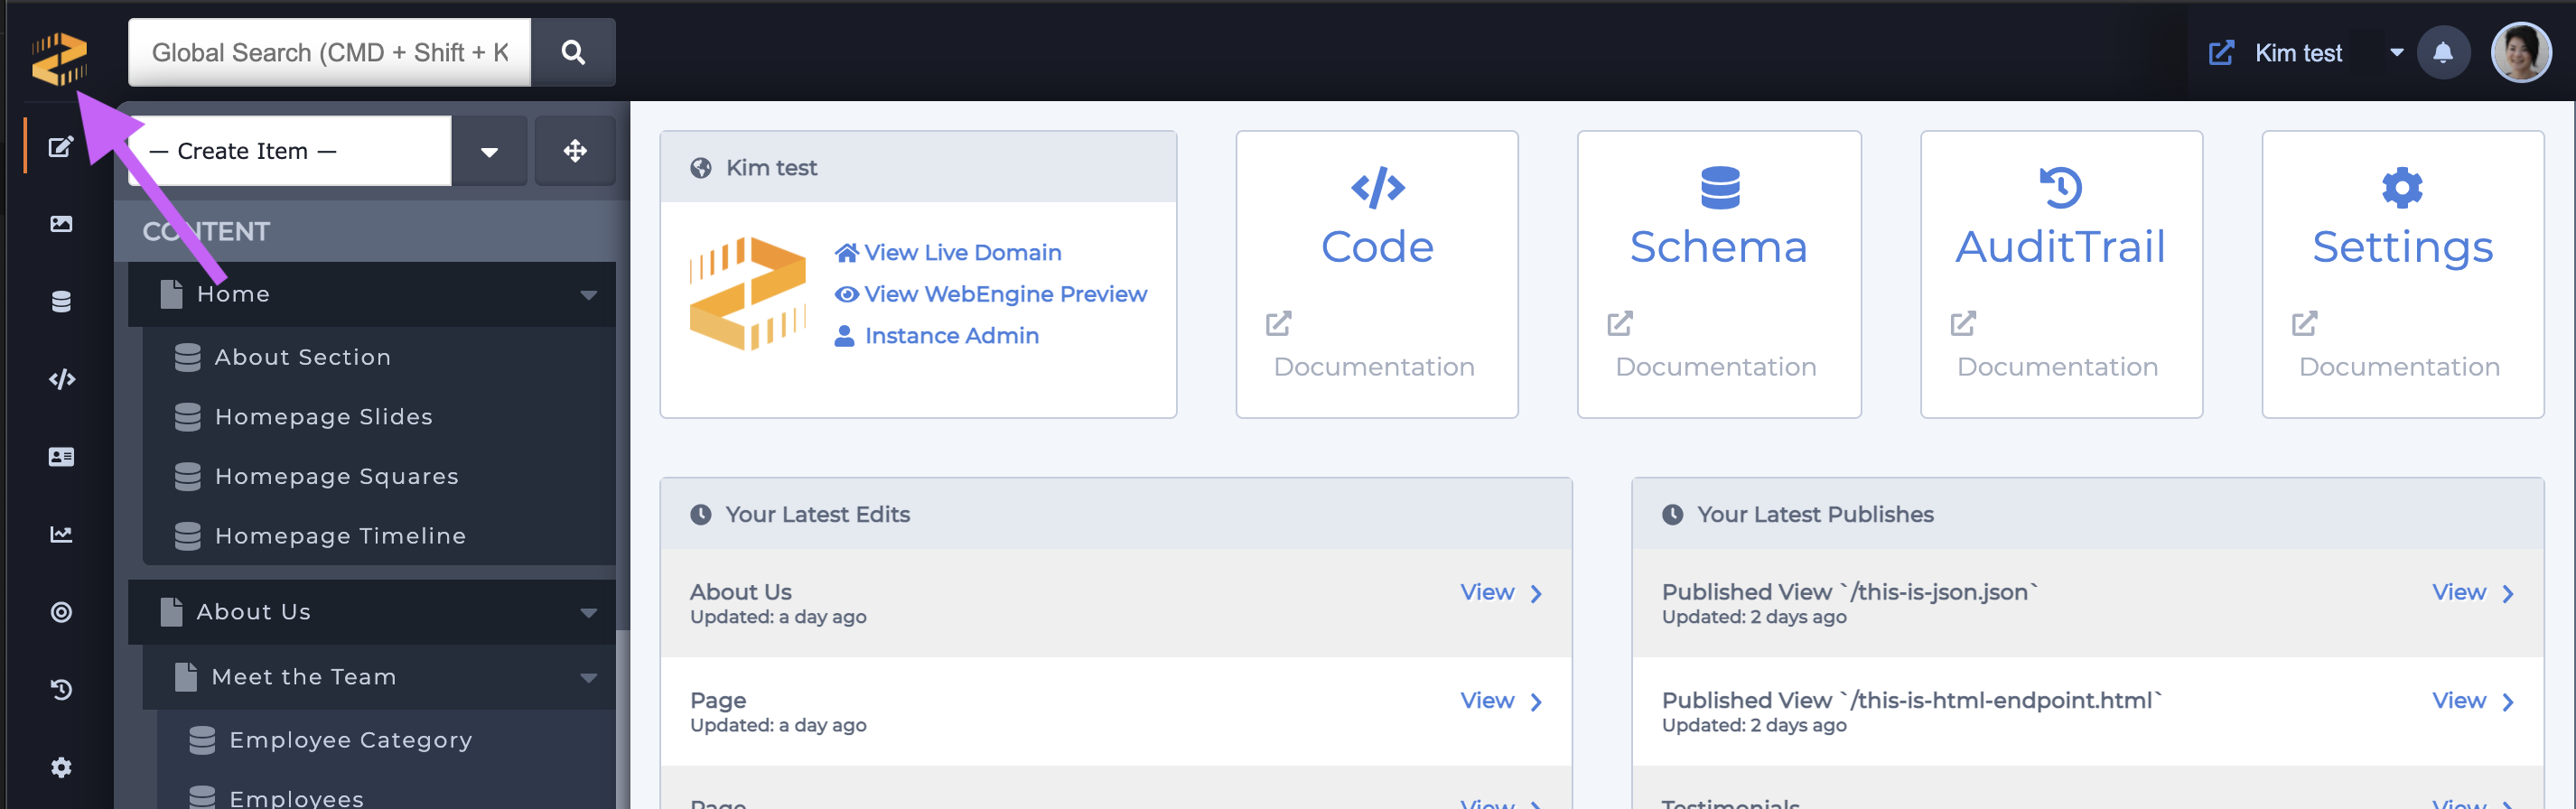 Global Search (CMD + Shift + K
Kim test
— Create Item —
CONTENT
Home
About Section
Homepage Slides
Homepage Squares
Homepage Timeline
About Us
Meet the Team
Employee Category
Employees
Kim test
View Live Domain
View WebEngine Preview
Instance Admin
Code
Documentation
Schema
Documentation
AuditTrail
Documentation
Settings
Documentation
Your Latest Edits
About Us
View
Updated: a day ago
Page
View
Updated: a day ago
Page
View
Your Latest Publishes
Published View `/this-is-json.json`
View
Updated: 2 days ago
Published View `/this-is-html-endpoint.html`
View
Updated: 2 days ago
Testimonials
View